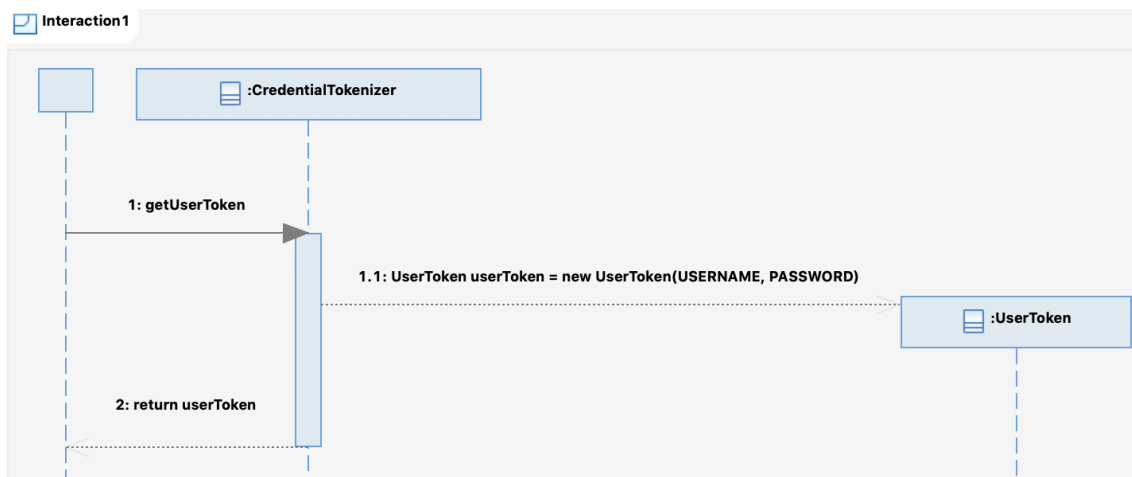 Interaction1
:CredentialTokenizer
1: getUserToken
1.1: UserToken userToken = new UserToken(USERNAME, PASSWORD)
:UserToken
2: return userToken